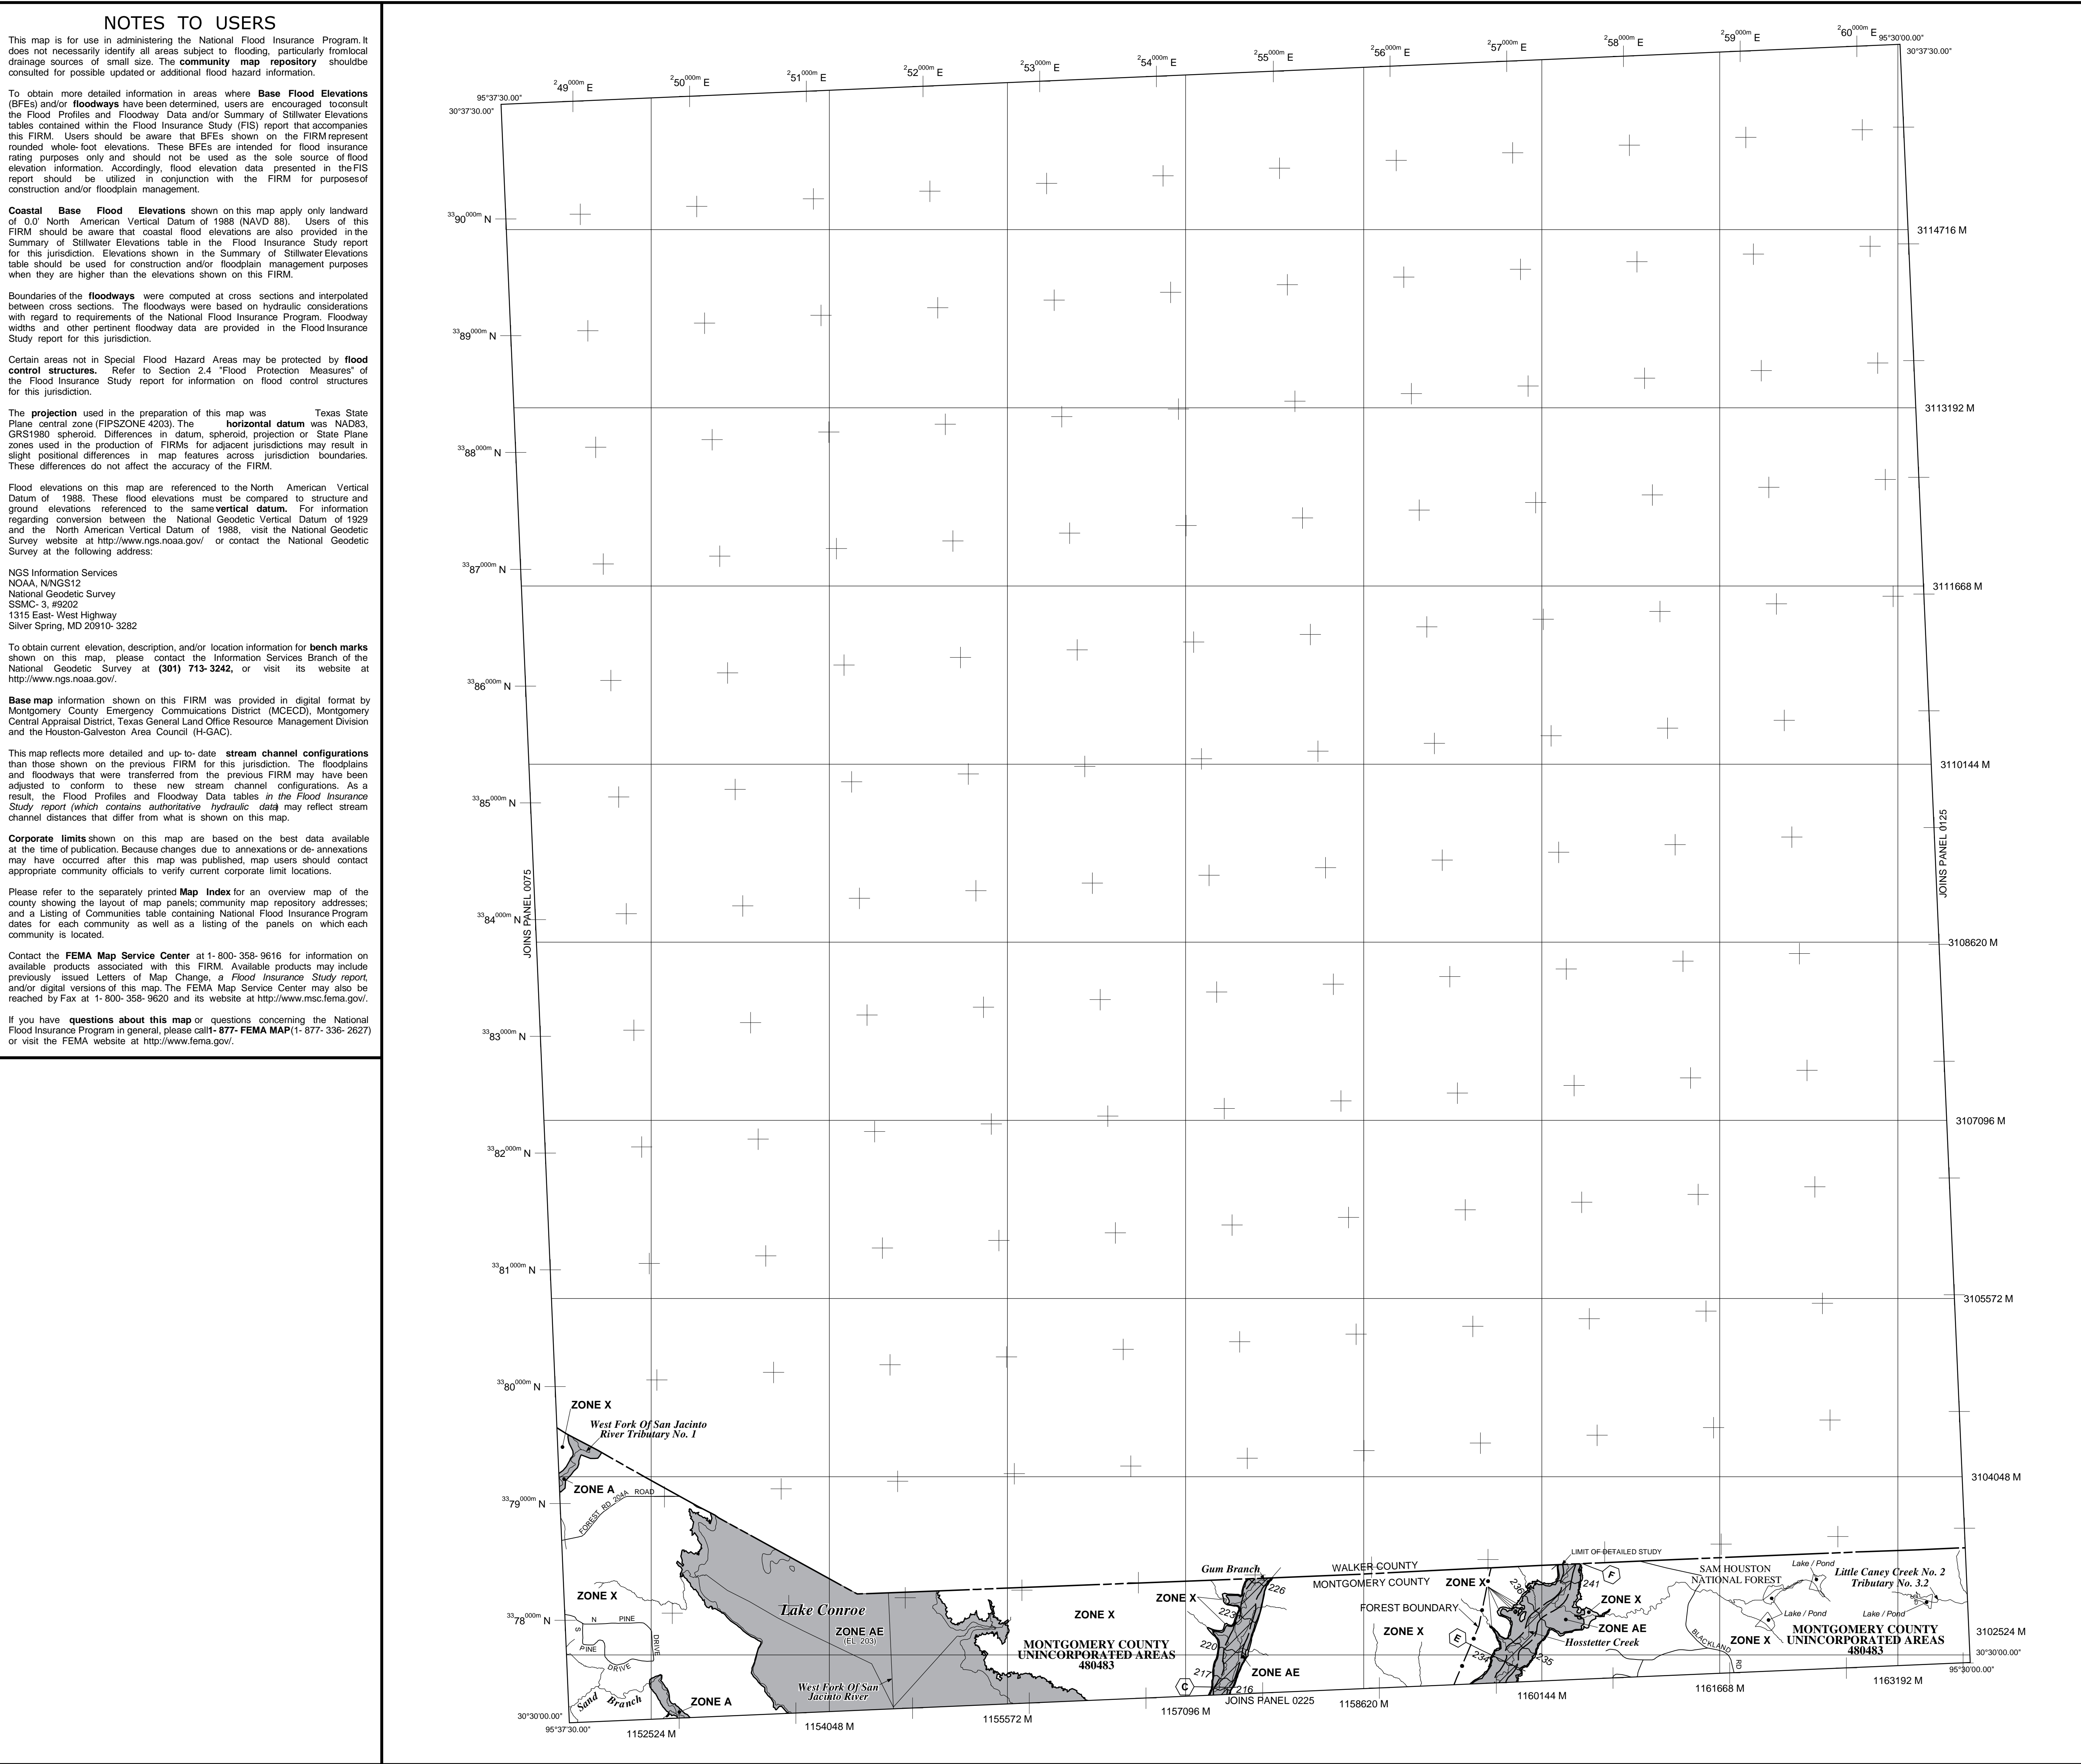 NOTES TO USERS
This map is for use in administering the National Flood Insurance Program. It
does not necessarily identify all areas subject to flooding, particularly fromlocal
drainage sources of small size. The community map repository shouldbe
consulted for possible updated or additional flood hazard information.
To obtain more detailed information in areas where Base Flood Elevations
(BFEs) and/or floodways have been determined, users are encouraged toconsult
the Flood Profiles and Floodway Data and/or Summary of Stillwater Elevations
tables contained within the Flood Insurance Study (FIS) report that accompanies
this FIRM. Users should be aware that BFEs shown on the FIRM represent
rounded whole- foot elevations. These BFEs are intended for flood insurance
rating purposes only and should not be used as the sole source of flood
elevation information. Accordingly, flood elevation data presented in the FIS
report should be utilized in conjunction with the FIRM for purposes of
construction and/or floodplain management.
Coastal Base Flood Elevations shown on this map apply only landward
of 0.0' North American Vertical Datum of 1988 (NAVD 88). Users of this
FIRM should be aware that coastal flood elevations are also provided in the
Summary of Stillwater Elevations table in the Flood Insurance Study report
for this jurisdiction. Elevations shown in the Summary of Stillwater Elevations
table should be used for construction and/or floodplain management purposes
when they are higher than the elevations shown on this FIRM.
Boundaries of the floodways were computed at cross sections and interpolated
between cross sections. The floodways were based on hydraulic considerations
with regard to requirements of the National Flood Insurance Program. Floodway
widths and other pertinent floodway data are provided in the Flood Insurance
Study report for this jurisdiction.
Certain areas not in Special Flood Hazard Areas may be protected by flood
control structures. Refer to Section 2.4 "Flood Protection Measures" of
the Flood Insurance Study report for information on flood control structures
for this jurisdiction.
The projection used in the preparation of this map was Texas State
Plane central zone (FIPSZONE 4203). The horizontal datum was NAD83,
GRS1980 spheroid. Differences in datum, spheroid, projection or State Plane
zones used in the production of FIRMs for adjacent jurisdictions may result in
slight positional differences in map features across jurisdiction boundaries.
These differences do not affect the accuracy of the FIRM.
Flood elevations on this map are referenced to the North American Vertical
Datum of 1988. These flood elevations must be compared to structure and
ground elevations referenced to the same vertical datum. For information
regarding conversion between the National Geodetic Vertical Datum of 1929
and the North American Vertical Datum of 1988, visit the National Geodetic
Survey website at http://www.ngs.noaa.gov/ or contact the National Geodetic
Survey at the following address:
NGS Information Services
NOAA, N/NGS12
National Geodetic Survey
SSMC- 3, #9202
1315 East- West Highway
Silver Spring, MD 20910- 3282
To obtain current elevation, description, and/or location information for bench marks
shown on this map, please contact the Information Services Branch of the
National Geodetic Survey at (301) 713- 3242, or visit its website at
http://www.ngs.noaa.gov/.
Base map information shown on this FIRM was provided in digital format by
Montgomery County Emergency Commuications District (MCECD), Montgomery
Central Appraisal District, Texas General Land Office Resource Management Division
and the Houston-Galveston Area Council (H-GAC).
This map reflects more detailed and up- to- date stream channel configurations
than those shown on the previous FIRM for this jurisdiction. The floodplains
and floodways that were transferred from the previous FIRM may have been
adjusted to conform to these new stream channel configurations. As a
result, the Flood Profiles and Floodway Data tables in the Flood Insurance
Study report (which contains authoritative hydraulic data) may reflect stream
channel distances that differ from what is shown on this map.
Corporate limits shown on this map are based on the best data available
at the time of publication. Because changes due to annexations or de- annexations
may have occurred after this map was published, map users should contact
appropriate community officials to verify current corporate limit locations.
Please refer to the separately printed Map Index for an overview map of the
county showing the layout of map panels; community map repository addresses;
and a Listing of Communities table containing National Flood Insurance Program
dates for each community as well as a listing of the panels on which each
community is located.
Contact the FEMA Map Service Center at 1- 800- 358- 9616 for information on
available products associated with this FIRM. Available products may include
previously issued Letters of Map Change, a Flood Insurance Study report,
and/or digital versions of this map. The FEMA Map Service Center may also be
reached by Fax at 1- 800- 358- 9620 and its website at http://www.msc.fema.gov/.
If you have questions about this map or questions concerning the National
Flood Insurance Program in general, please call 1- 877- FEMA MAP (1- 877- 336- 2627)
or visit the FEMA website at http://www.fema.gov/.
249000m E
250000m E
251000m E
252000m E
253000m E
254000m E
255000m E
256000m E
257000m E
258000m E
259000m E
260000m E
95°30'00.00"
30°37'30.00"
95°37'30.00"
30°37'30.00"
3390000m N
3114716 M
3389000m N
3113192 M
3388000m N
3111668 M
3387000m N
3386000m N
3110144 M
3385000m N
JOINS PANEL 0075
JOINS PANEL 0125
3384000m N
3108620 M
3383000m N
3107096 M
3382000m N
3381000m N
3105572 M
3380000m N
ZONE X
West Fork Of San Jacinto
River Tributary No. 1
ZONE A
3104048 M
3379000m N
FOREST RD 204A ROAD
ZONE X
3378000m N
N PINE
DRIVE
S
PINE
DRIVE
Sand Branch
ZONE A
Lake Conroe
ZONE AE
(EL 203)
West Fork Of San
Jacinto River
ZONE X
MONTGOMERY COUNTY
UNINCORPORATED AREAS
480483
Gum Branch
ZONE X
226
223
220
217
216
C
ZONE AE
JOINS PANEL 0225
WALKER COUNTY
MONTGOMERY COUNTY
FOREST BOUNDARY
ZONE X
ZONE X
LIMIT OF DETAILED STUDY
F
E
236
241
234
235
ZONE X
ZONE AE
Hosstetter Creek
SAM HOUSTON
NATIONAL FOREST
BLACKLAND
RD
Lake / Pond
Lake / Pond
Lake / Pond
Little Caney Creek No. 2
Tributary No. 3.2
ZONE X
MONTGOMERY COUNTY
UNINCORPORATED AREAS
480483
3102524 M
30°30'00.00"
95°30'00.00"
30°30'00.00"
95°37'30.00"
1152524 M
1154048 M
1155572 M
1157096 M
1158620 M
1160144 M
1161668 M
1163192 M